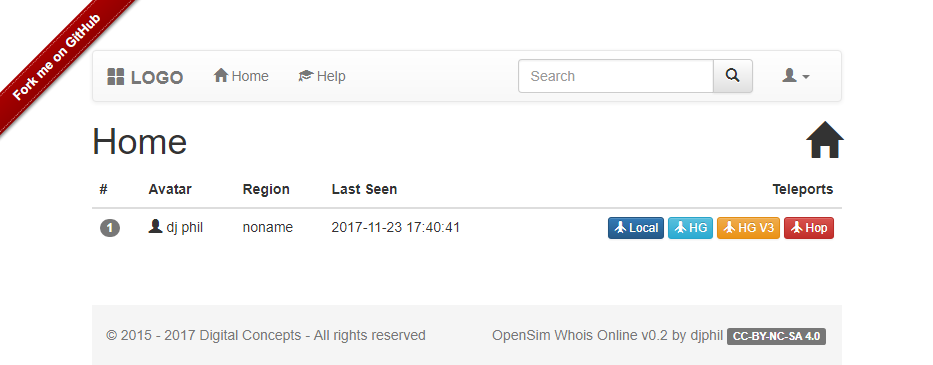 Fork me on GitHub
LOGO Home Help Search
Home
# Avatar Region Last Seen Teleports
1 dj phil noname 2017-11-23 17:40:41 Local HG HG V3 Hop
© 2015 - 2017 Digital Concepts - All rights reserved OpenSim Whois Online v0.2 by djphil CC-BY-NC-SA 4.0